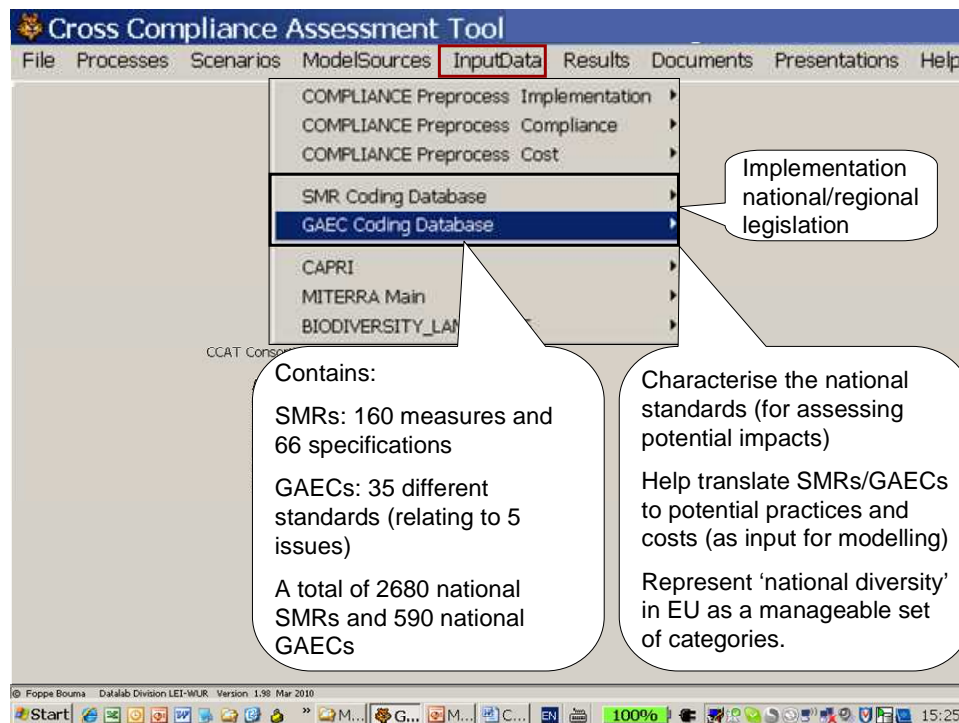 Cross Compliance Assessment Tool
File Processes Scenarios ModelSources InputData Results Documents Presentations Help
COMPLIANCE Preprocess Implementation
COMPLIANCE Preprocess Compliance
COMPLIANCE Preprocess Cost
SMR Coding Database
GAEC Coding Database
CAPRI
MITERRA Main
Implementation
national/regional
legislation
CCAT
Contains:
SMRs: 160 measures and
66 specifications
GAECs: 35 different
standards (relating to 5
issues)
A total of 2680 national
SMRs and 590 national
GAECs
Characterise the national
standards (for assessing
potential impacts)
Help translate SMRs/GAECs
to potential practices and
costs (as input for modelling)
Represent ‘national diversity’
in EU as a manageable set
of categories.
© Foppe Bouma Datalab Division LEI-WUR Version 1.98 Mar 2010
Start » M... G... M... C... EN 100% 15:25